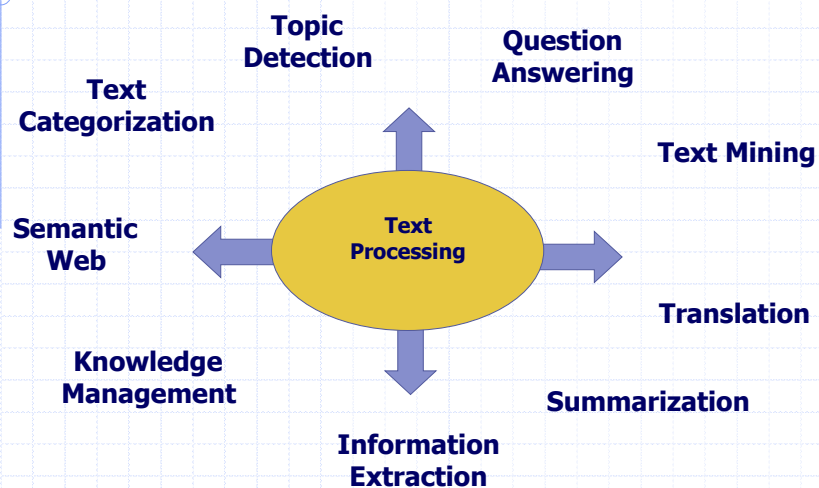 Topic
Detection
Question
Answering
Text
Categorization
Text Mining
Semantic
Web
Text
Processing
Translation
Knowledge
Management
Summarization
Information
Extraction